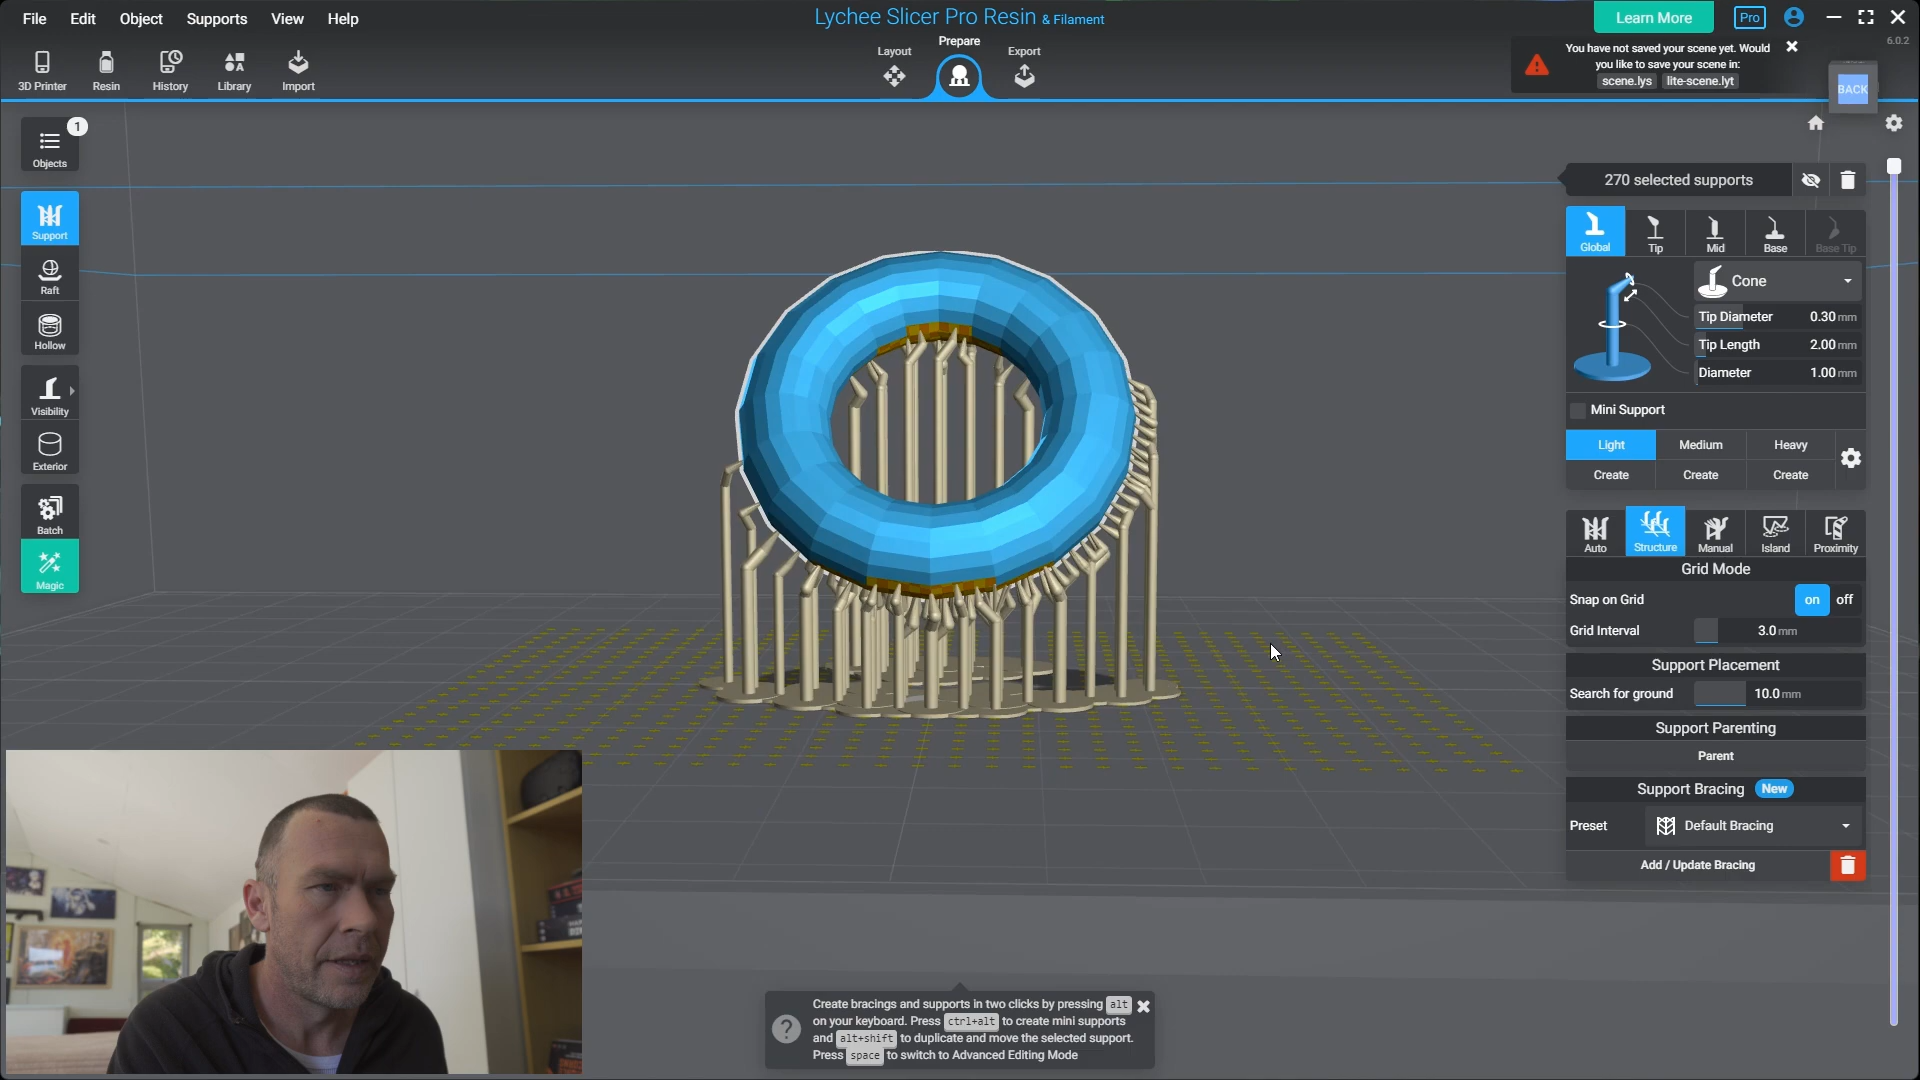 File Edit Object Supports View Help
Lychee Slicer Pro Resin & Filament
Learn More
Pro
6.0.2
3D Printer
Resin
History
Library
Import
Layout
Prepare
Export
You have not saved your scene yet. Would
you like to save your scene in:
scene.lys lite-scene.lyt
BACK
1
Objects
Support
Raft
Hollow
Visibility
Exterior
Batch
Magic
270 selected supports
Global Tip Mid Base Base Tip
Cone
Tip Diameter 0.30 mm
Tip Length 2.00 mm
Diameter 1.00 mm
Mini Support
Light Medium Heavy
Create Create Create
Auto Structure Manual Island Proximity
Grid Mode
Snap on Grid on off
Grid Interval 3.0 mm
Support Placement
Search for ground 10.0 mm
Support Parenting
Parent
Support Bracing New
Preset Default Bracing
Add / Update Bracing
Create bracings and supports in two clicks by pressing alt
on your keyboard. Press ctrl+alt to create mini supports
and alt+shift to duplicate and move the selected support.
Press space to switch to Advanced Editing Mode
?